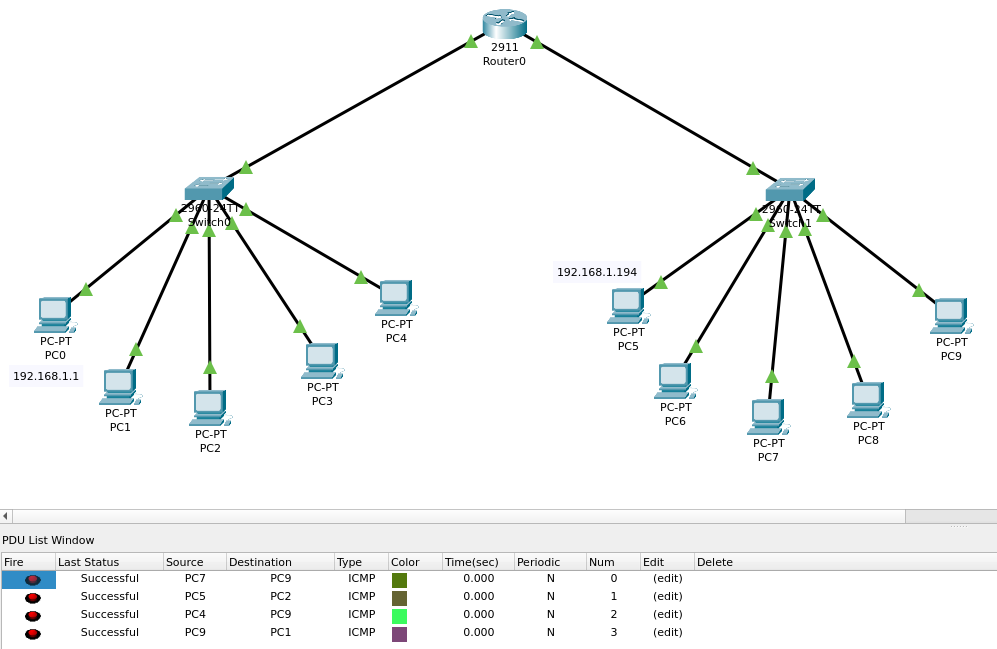 2911
Router0
2960-24TT
Switch0
2960-24TT
Switch1
192.168.1.194
PC-PT
PC0
192.168.1.1
PC-PT
PC1
PC-PT
PC2
PC-PT
PC3
PC-PT
PC4
PC-PT
PC5
PC-PT
PC6
PC-PT
PC7
PC-PT
PC8
PC-PT
PC9
PDU List Window
Fire Last Status Source Destination Type Color Time(sec) Periodic Num Edit Delete
Successful PC7 PC9 ICMP 0.000 N 0 (edit)
Successful PC5 PC2 ICMP 0.000 N 1 (edit)
Successful PC4 PC9 ICMP 0.000 N 2 (edit)
Successful PC9 PC1 ICMP 0.000 N 3 (edit)